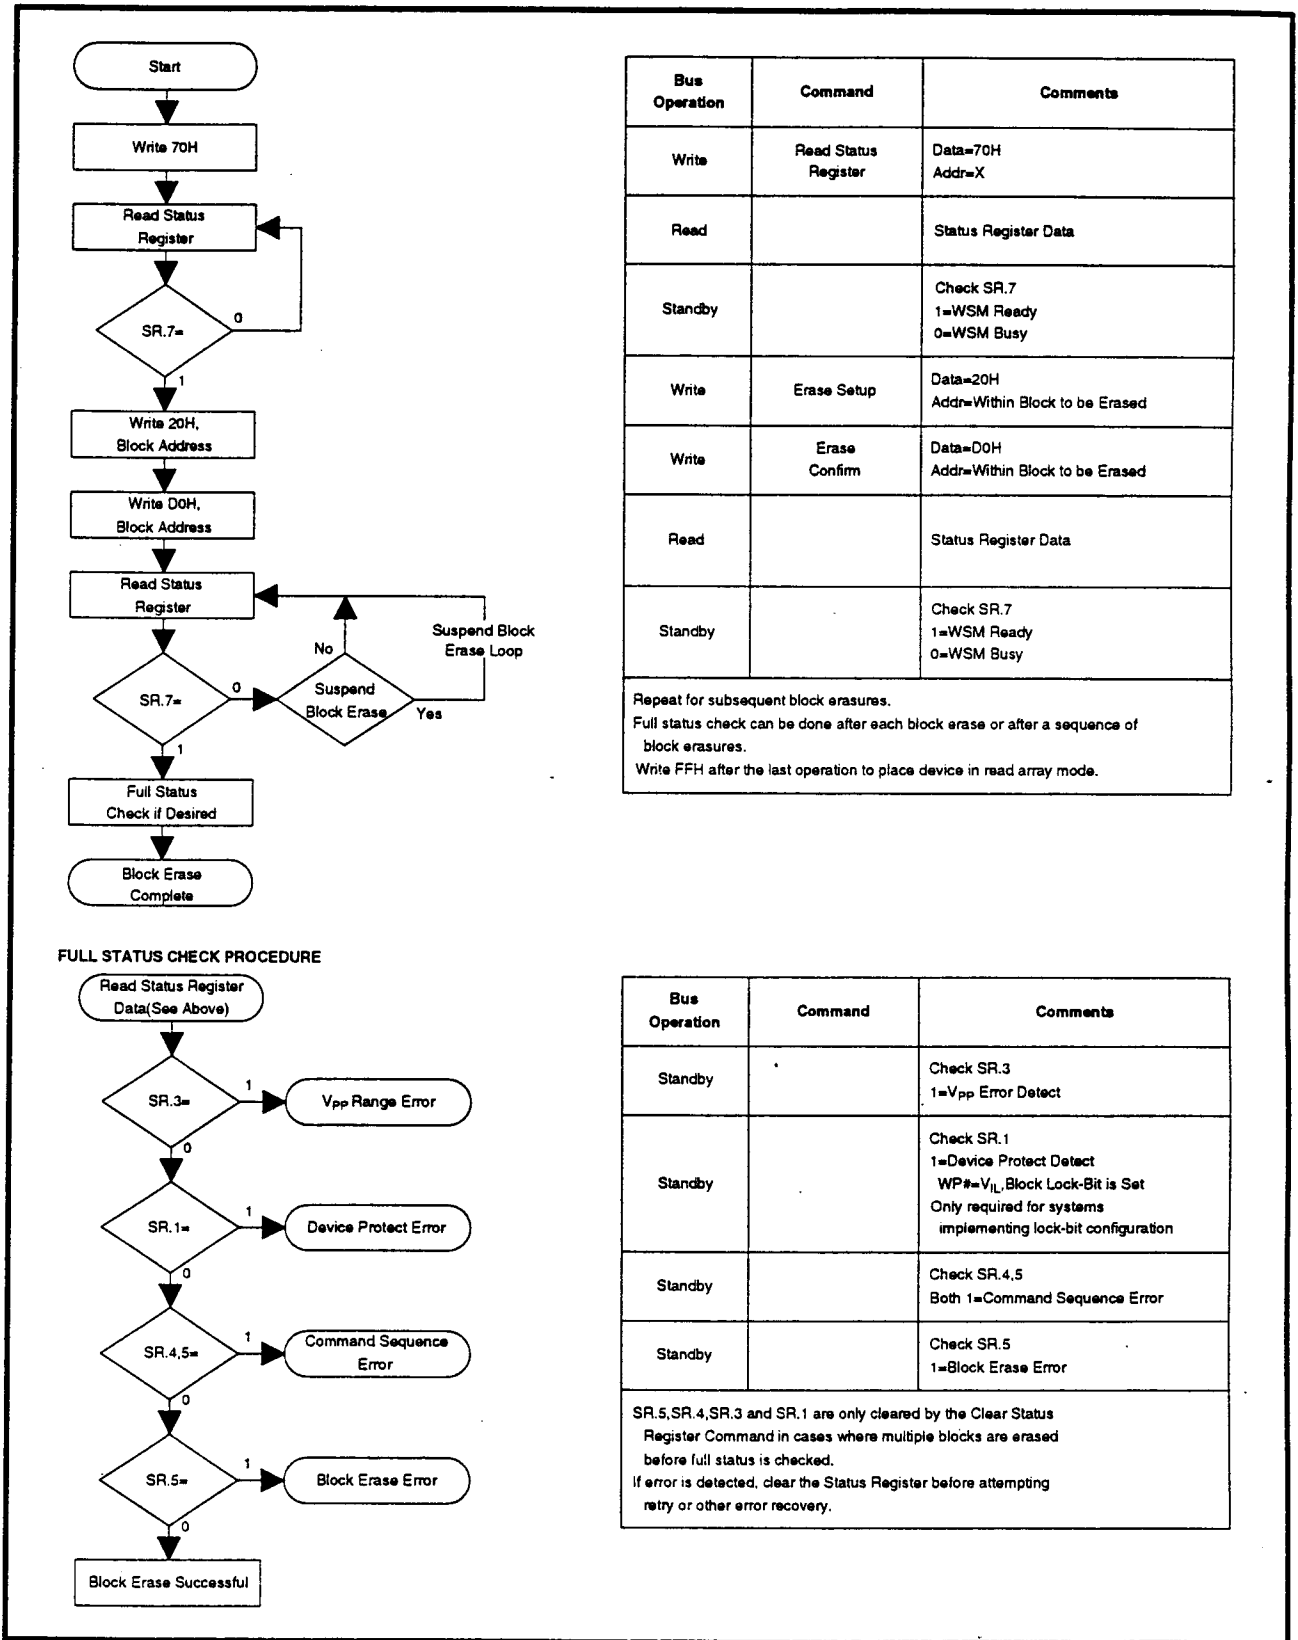 Start
Write 70H
Read Status
Register
SR.7=
0
1
Write 20H,
Block Address
Write D0H,
Block Address
Read Status
Register
SR.7=
0
1
Suspend
Block Erase
No
Yes
Suspend Block
Erase Loop
Full Status
Check if Desired
Block Erase
Complete
Bus
Operation
Command
Comments
Write
Read Status
Register
Data=70H
Addr=X
Read
Status Register Data
Standby
Check SR.7
1=WSM Ready
0=WSM Busy
Write
Erase Setup
Data=20H
Addr=Within Block to be Erased
Write
Erase
Confirm
Data=D0H
Addr=Within Block to be Erased
Read
Status Register Data
Standby
Check SR.7
1=WSM Ready
0=WSM Busy
Repeat for subsequent block erasures.
Full status check can be done after each block erase or after a sequence of
block erasures.
Write FFH after the last operation to place device in read array mode.
FULL STATUS CHECK PROCEDURE
Read Status Register
Data(See Above)
SR.3=
1
VPP Range Error
0
SR.1=
1
Device Protect Error
0
SR.4,5=
1
Command Sequence
Error
0
SR.5=
1
Block Erase Error
0
Block Erase Successful
Bus
Operation
Command
Comments
Standby
Check SR.3
1=VPP Error Detect
Standby
Check SR.1
1=Device Protect Detect
WP#=VIL,Block Lock-Bit is Set
Only required for systems
implementing lock-bit configuration
Standby
Check SR.4,5
Both 1=Command Sequence Error
Standby
Check SR.5
1=Block Erase Error
SR.5,SR.4,SR.3 and SR.1 are only cleared by the Clear Status
Register Command in cases where multiple blocks are erased
before full status is checked.
If error is detected, clear the Status Register before attempting
retry or other error recovery.